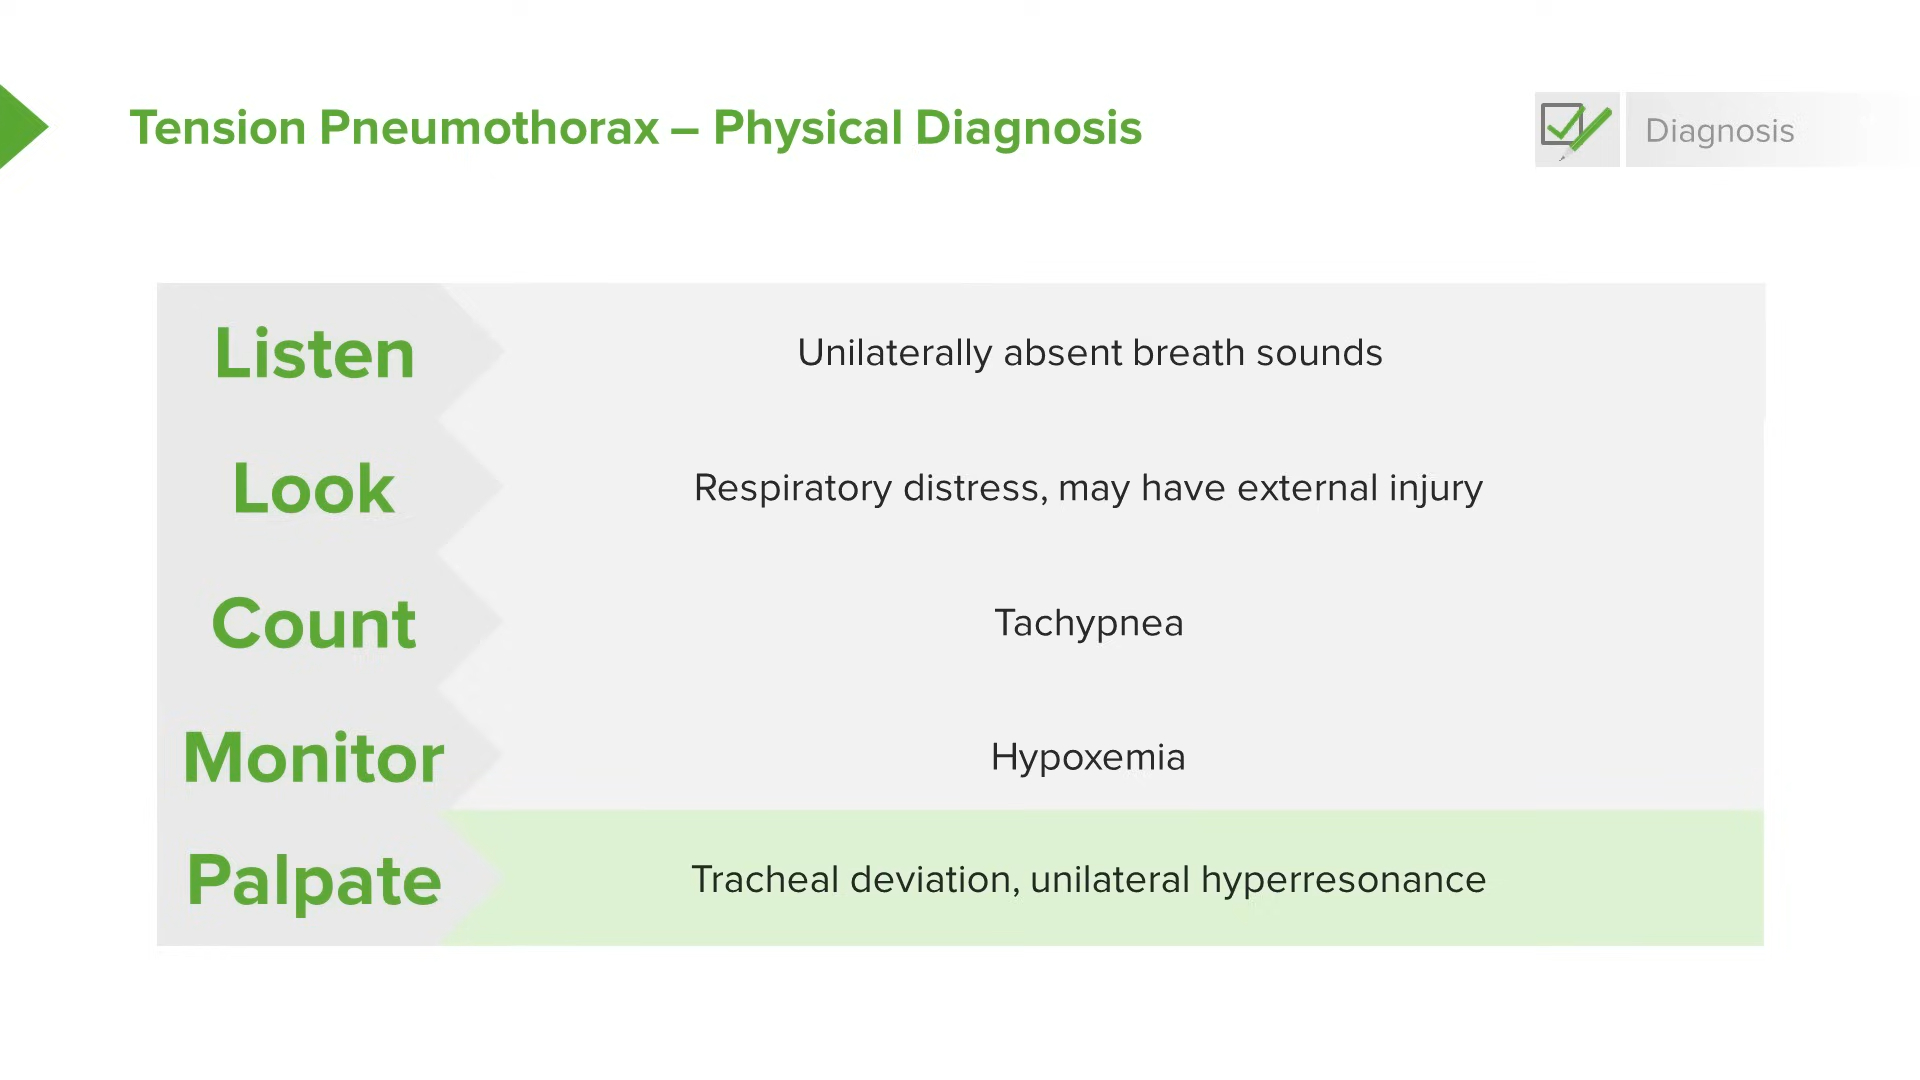 Tension Pneumothorax – Physical Diagnosis
Diagnosis
Listen
Unilaterally absent breath sounds
Look
Respiratory distress, may have external injury
Count
Tachypnea
Monitor
Hypoxemia
Palpate
Tracheal deviation, unilateral hyperresonance